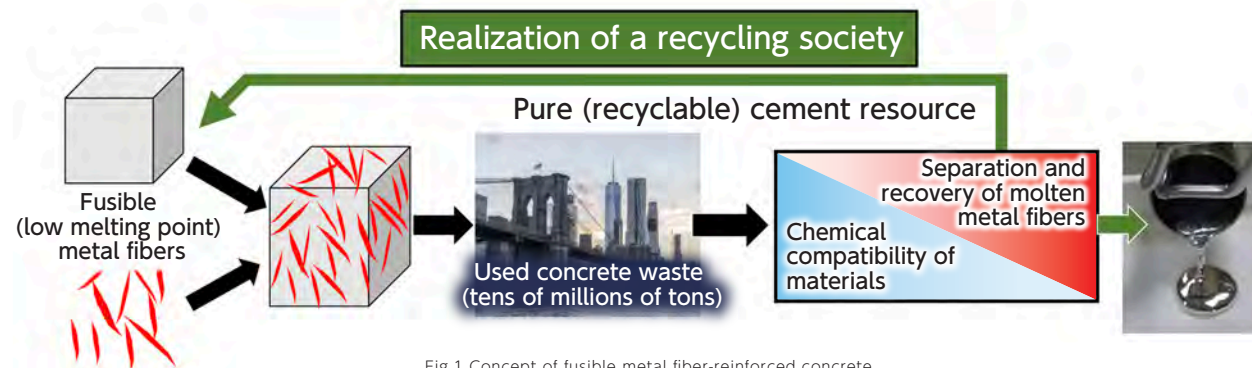 Realization of a recycling society
Pure (recyclable) cement resource
Fusible
(low melting point)
metal fibers
Used concrete waste
(tens of millions of tons)
Separation and
recovery of molten
metal fibers
Chemical
compatibility of
materials
Fig.1 Concept of fusible metal fiber-reinforced concrete